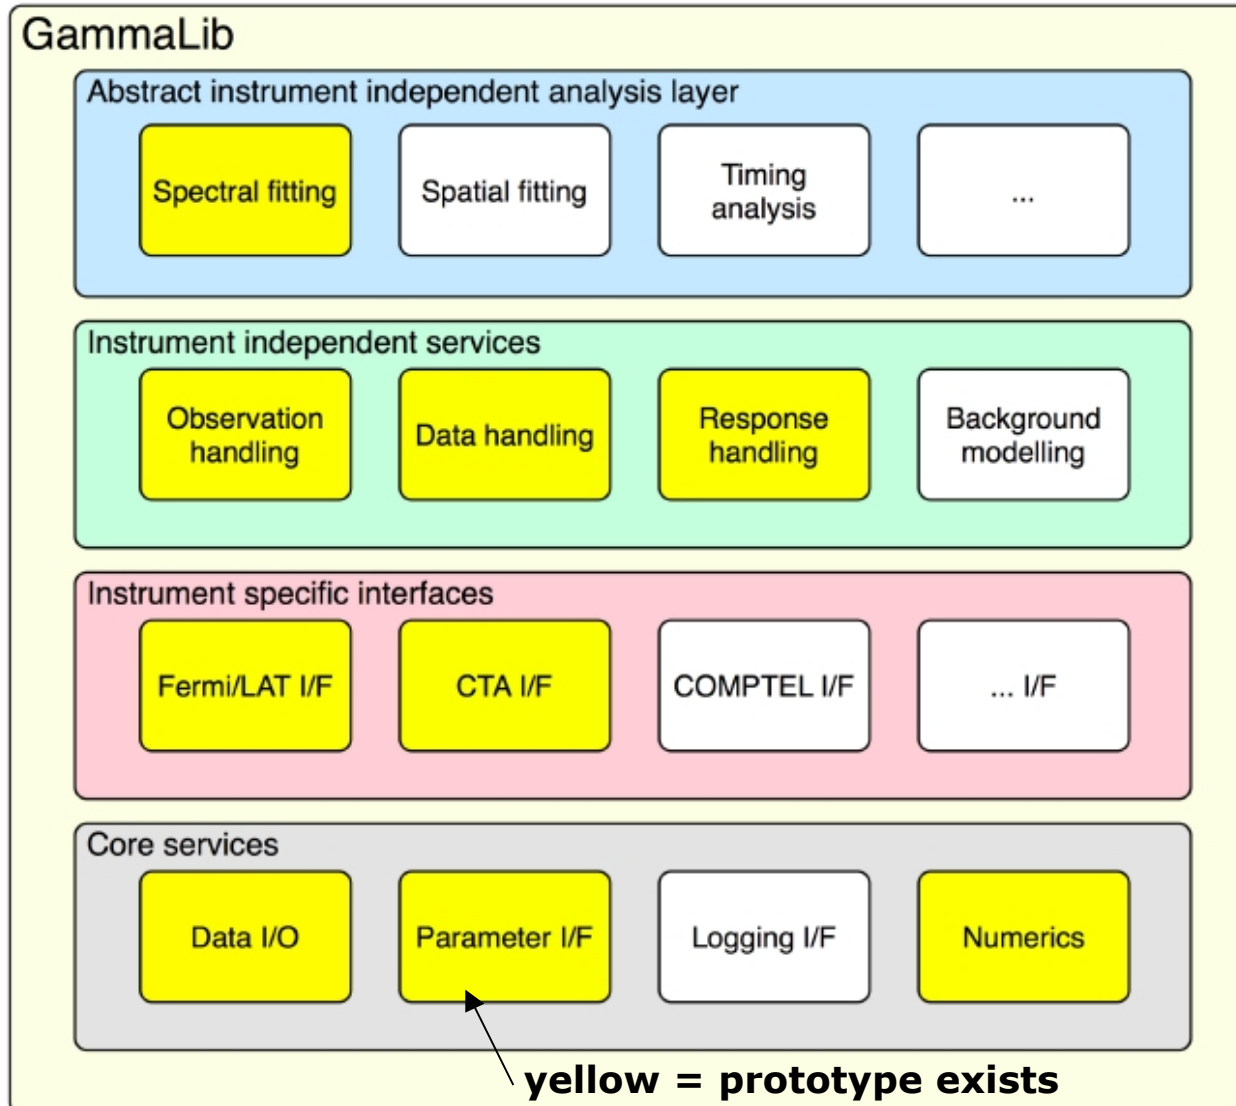 GammaLib
Abstract instrument independent analysis layer
Spectral fitting
Spatial fitting
Timing
analysis
...
Instrument independent services
Observation
handling
Data handling
Response
handling
Background
modelling
Instrument specific interfaces
Fermi/LAT I/F
CTA I/F
COMPTEL I/F
... I/F
Core services
Data I/O
Parameter I/F
Logging I/F
Numerics
yellow = prototype exists